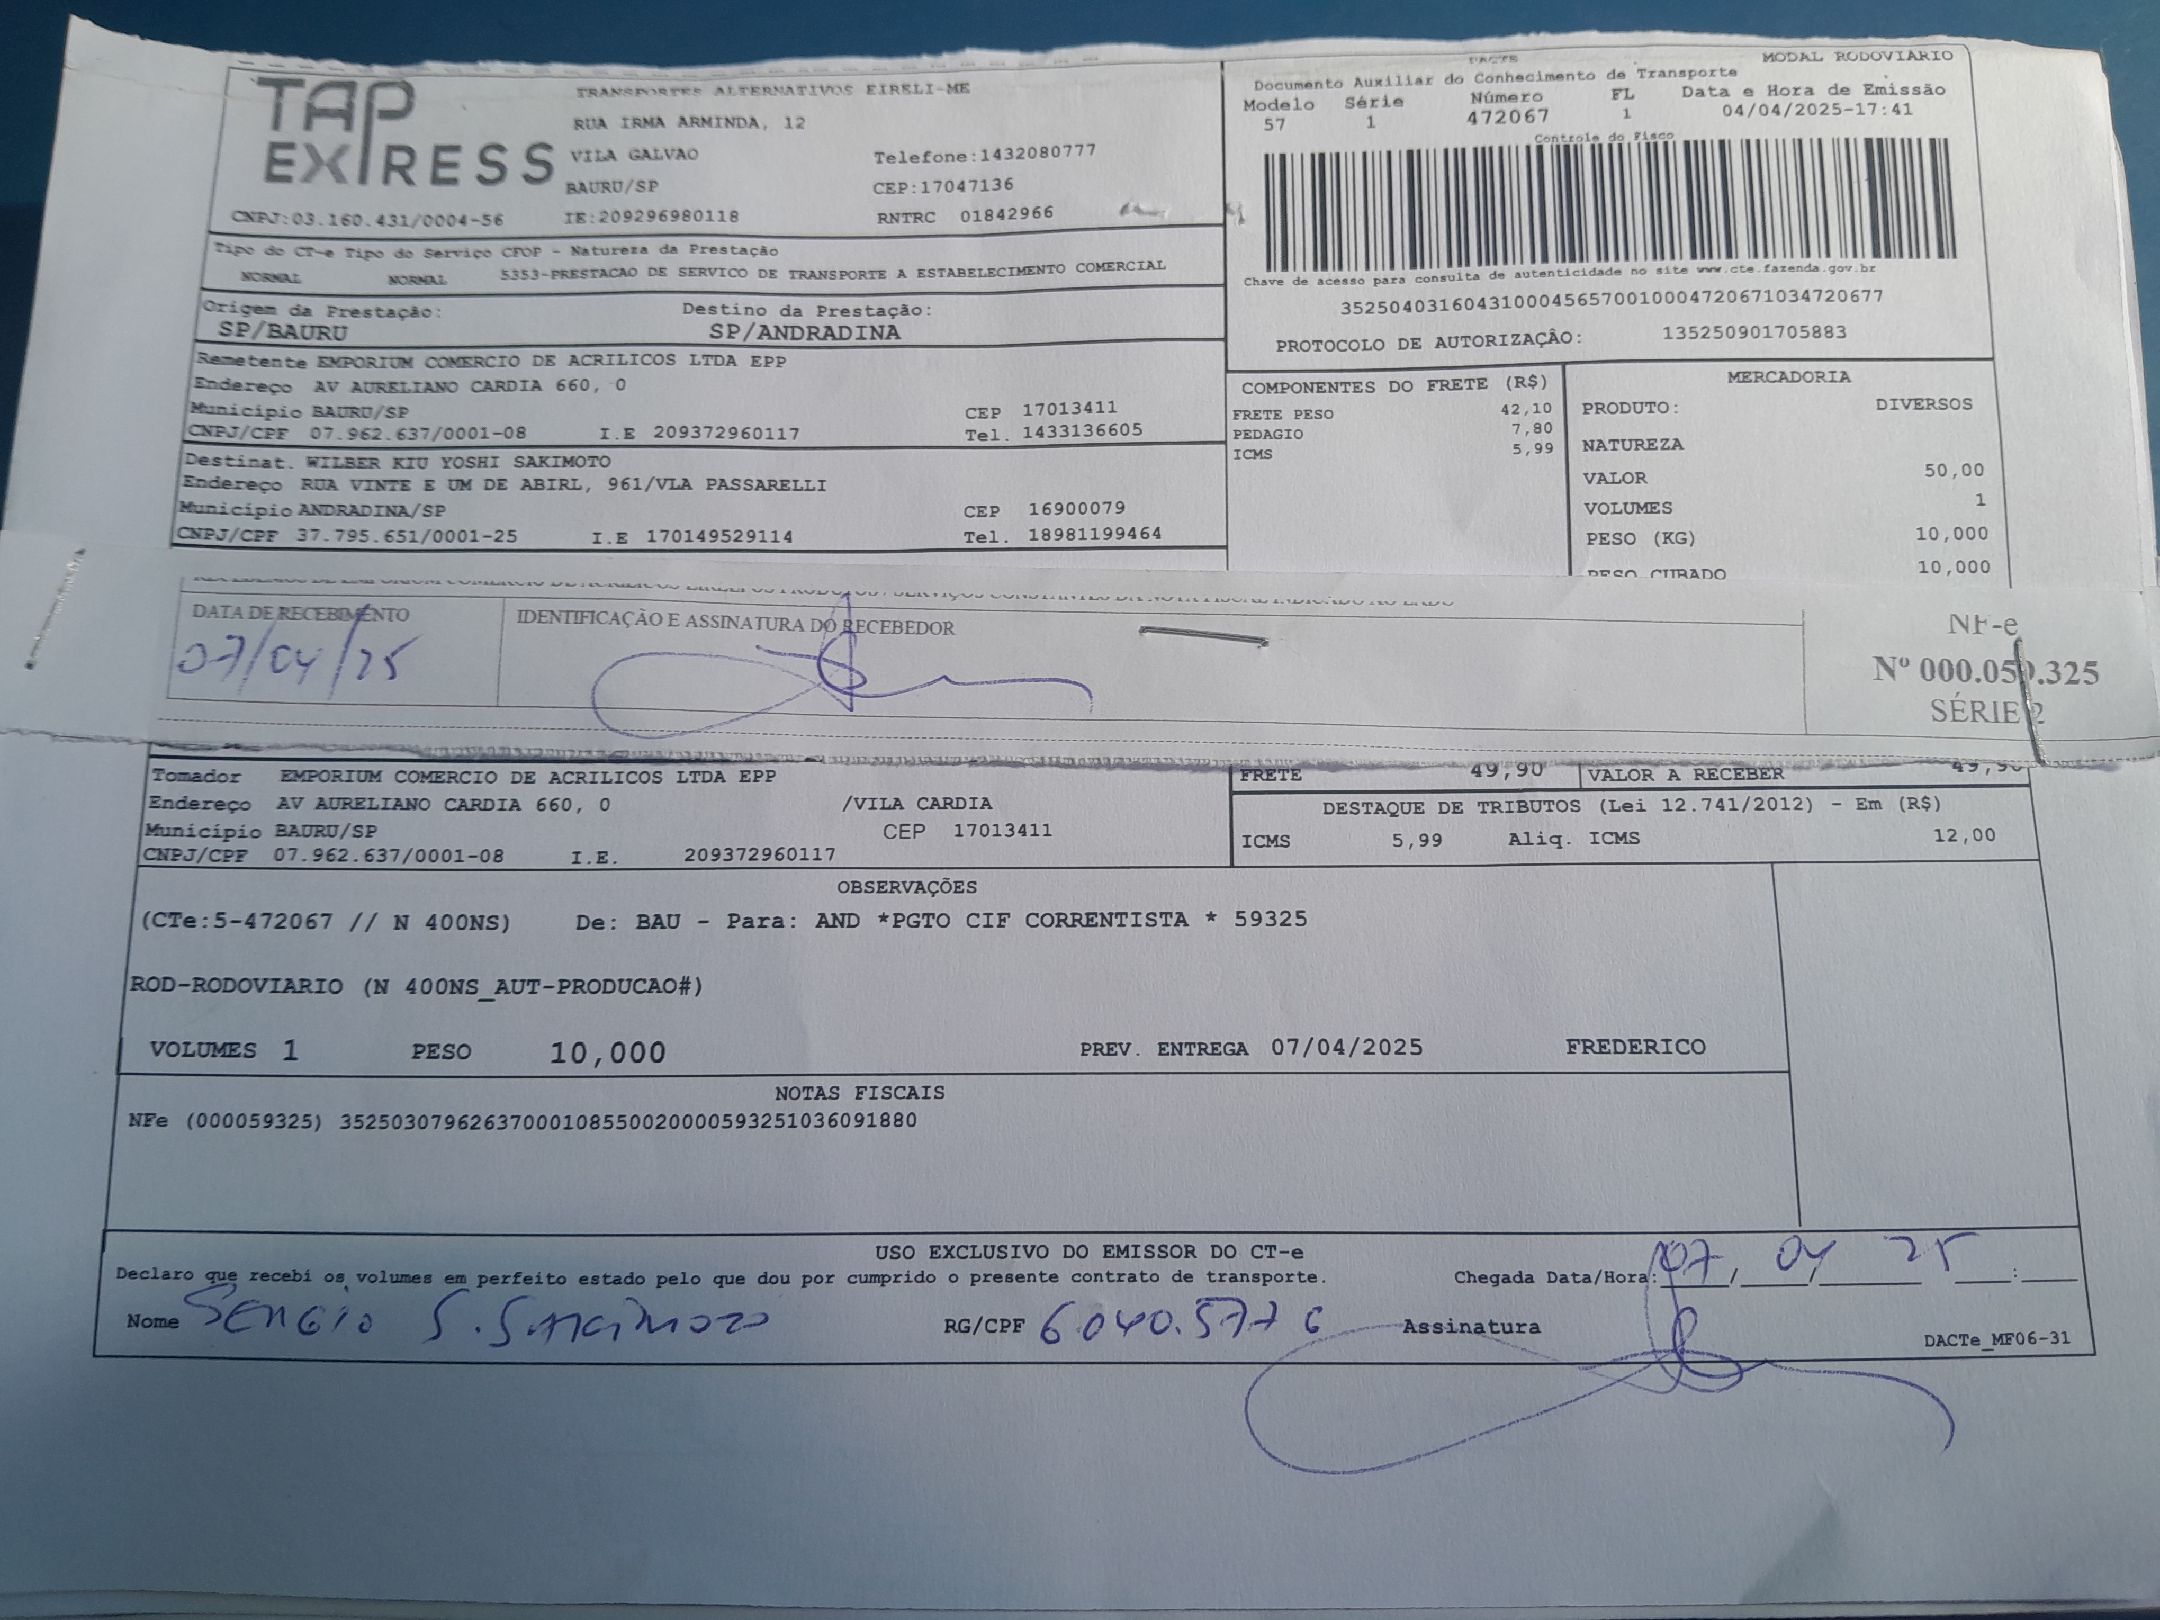 TAP EXPRESS
TRANSPORTES ALTERNATIVOS EIRELI-ME
RUA IRMA ARMINDA, 12
VILA GALVAO Telefone:1432080777
BAURU/SP CEP:17047136
CNPJ:03.160.431/0004-56 IE:209296980118 RNTRC 01842966
Tipo do CT-e Tipo do Serviço CFOP - Natureza da Prestação
NORMAL NORMAL 5353-PRESTACAO DE SERVICO DE TRANSPORTE A ESTABELECIMENTO COMERCIAL
Origem da Prestação: Destino da Prestação:
SP/BAURU SP/ANDRADINA
Remetente EMPORIUM COMERCIO DE ACRILICOS LTDA EPP
Endereço AV AURELIANO CARDIA 660, 0
Município BAURU/SP CEP 17013411
CNPJ/CPF 07.962.637/0001-08 I.E 209372960117 Tel. 1433136605
Destinat. WILBER KIU YOSHI SAKIMOTO
Endereço RUA VINTE E UM DE ABIRL, 961/VLA PASSARELLI
Município ANDRADINA/SP CEP 16900079
CNPJ/CPF 37.795.651/0001-25 I.E 170149529114 Tel. 18981199464
DACTE MODAL RODOVIÁRIO
Documento Auxiliar do Conhecimento de Transporte
Modelo Série Número FL Data e Hora de Emissão
57 1 472067 1 04/04/2025-17:41
Controle do Fisco
Chave de acesso para consulta de autenticidade no site www.cte.fazenda.gov.br
35250403160431000456570010004720671034720677
PROTOCOLO DE AUTORIZAÇÃO: 135250901705883
COMPONENTES DO FRETE (R$)
FRETE PESO 42,10
PEDAGIO 7,80
ICMS 5,99
MERCADORIA
PRODUTO: DIVERSOS
NATUREZA
VALOR 50,00
VOLUMES 1
PESO (KG) 10,000
PESO CUBADO 10,000
DATA DE RECEBIMENTO IDENTIFICAÇÃO E ASSINATURA DO RECEBEDOR
07/04/25
NF-e
Nº 000.059.325
SÉRIE 2
Tomador EMPORIUM COMERCIO DE ACRILICOS LTDA EPP
Endereço AV AURELIANO CARDIA 660, 0 /VILA CARDIA
Município BAURU/SP CEP 17013411
CNPJ/CPF 07.962.637/0001-08 I.E. 209372960117
FRETE 49,90 VALOR A RECEBER 49,90
DESTAQUE DE TRIBUTOS (Lei 12.741/2012) - Em (R$)
ICMS 5,99 Aliq. ICMS 12,00
OBSERVAÇÕES
(CTe:5-472067 // N 400NS) De: BAU - Para: AND *PGTO CIF CORRENTISTA * 59325
ROD-RODOVIARIO (N 400NS_AUT-PRODUCAO#)
VOLUMES 1 PESO 10,000 PREV. ENTREGA 07/04/2025 FREDERICO
NOTAS FISCAIS
NFe (000059325) 35250307962637000108550020000593251036091880
USO EXCLUSIVO DO EMISSOR DO CT-e
Declaro que recebi os volumes em perfeito estado pelo que dou por cumprido o presente contrato de transporte. Chegada Data/Hora: 07/04/25 :
Nome SERGIO S. RG/CPF 6040.577 6 Assinatura
DACTe_MF06-31